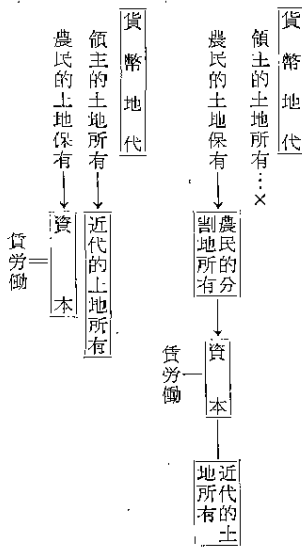 貨幣地代
領主的土地所有…×
農民的土地保有
農民的分
割地所有
資本
賃労働
近代的土
地所有
貨幣地代
領主的土地所有
近代的土地所有
農民的土地保有
資本
賃労働